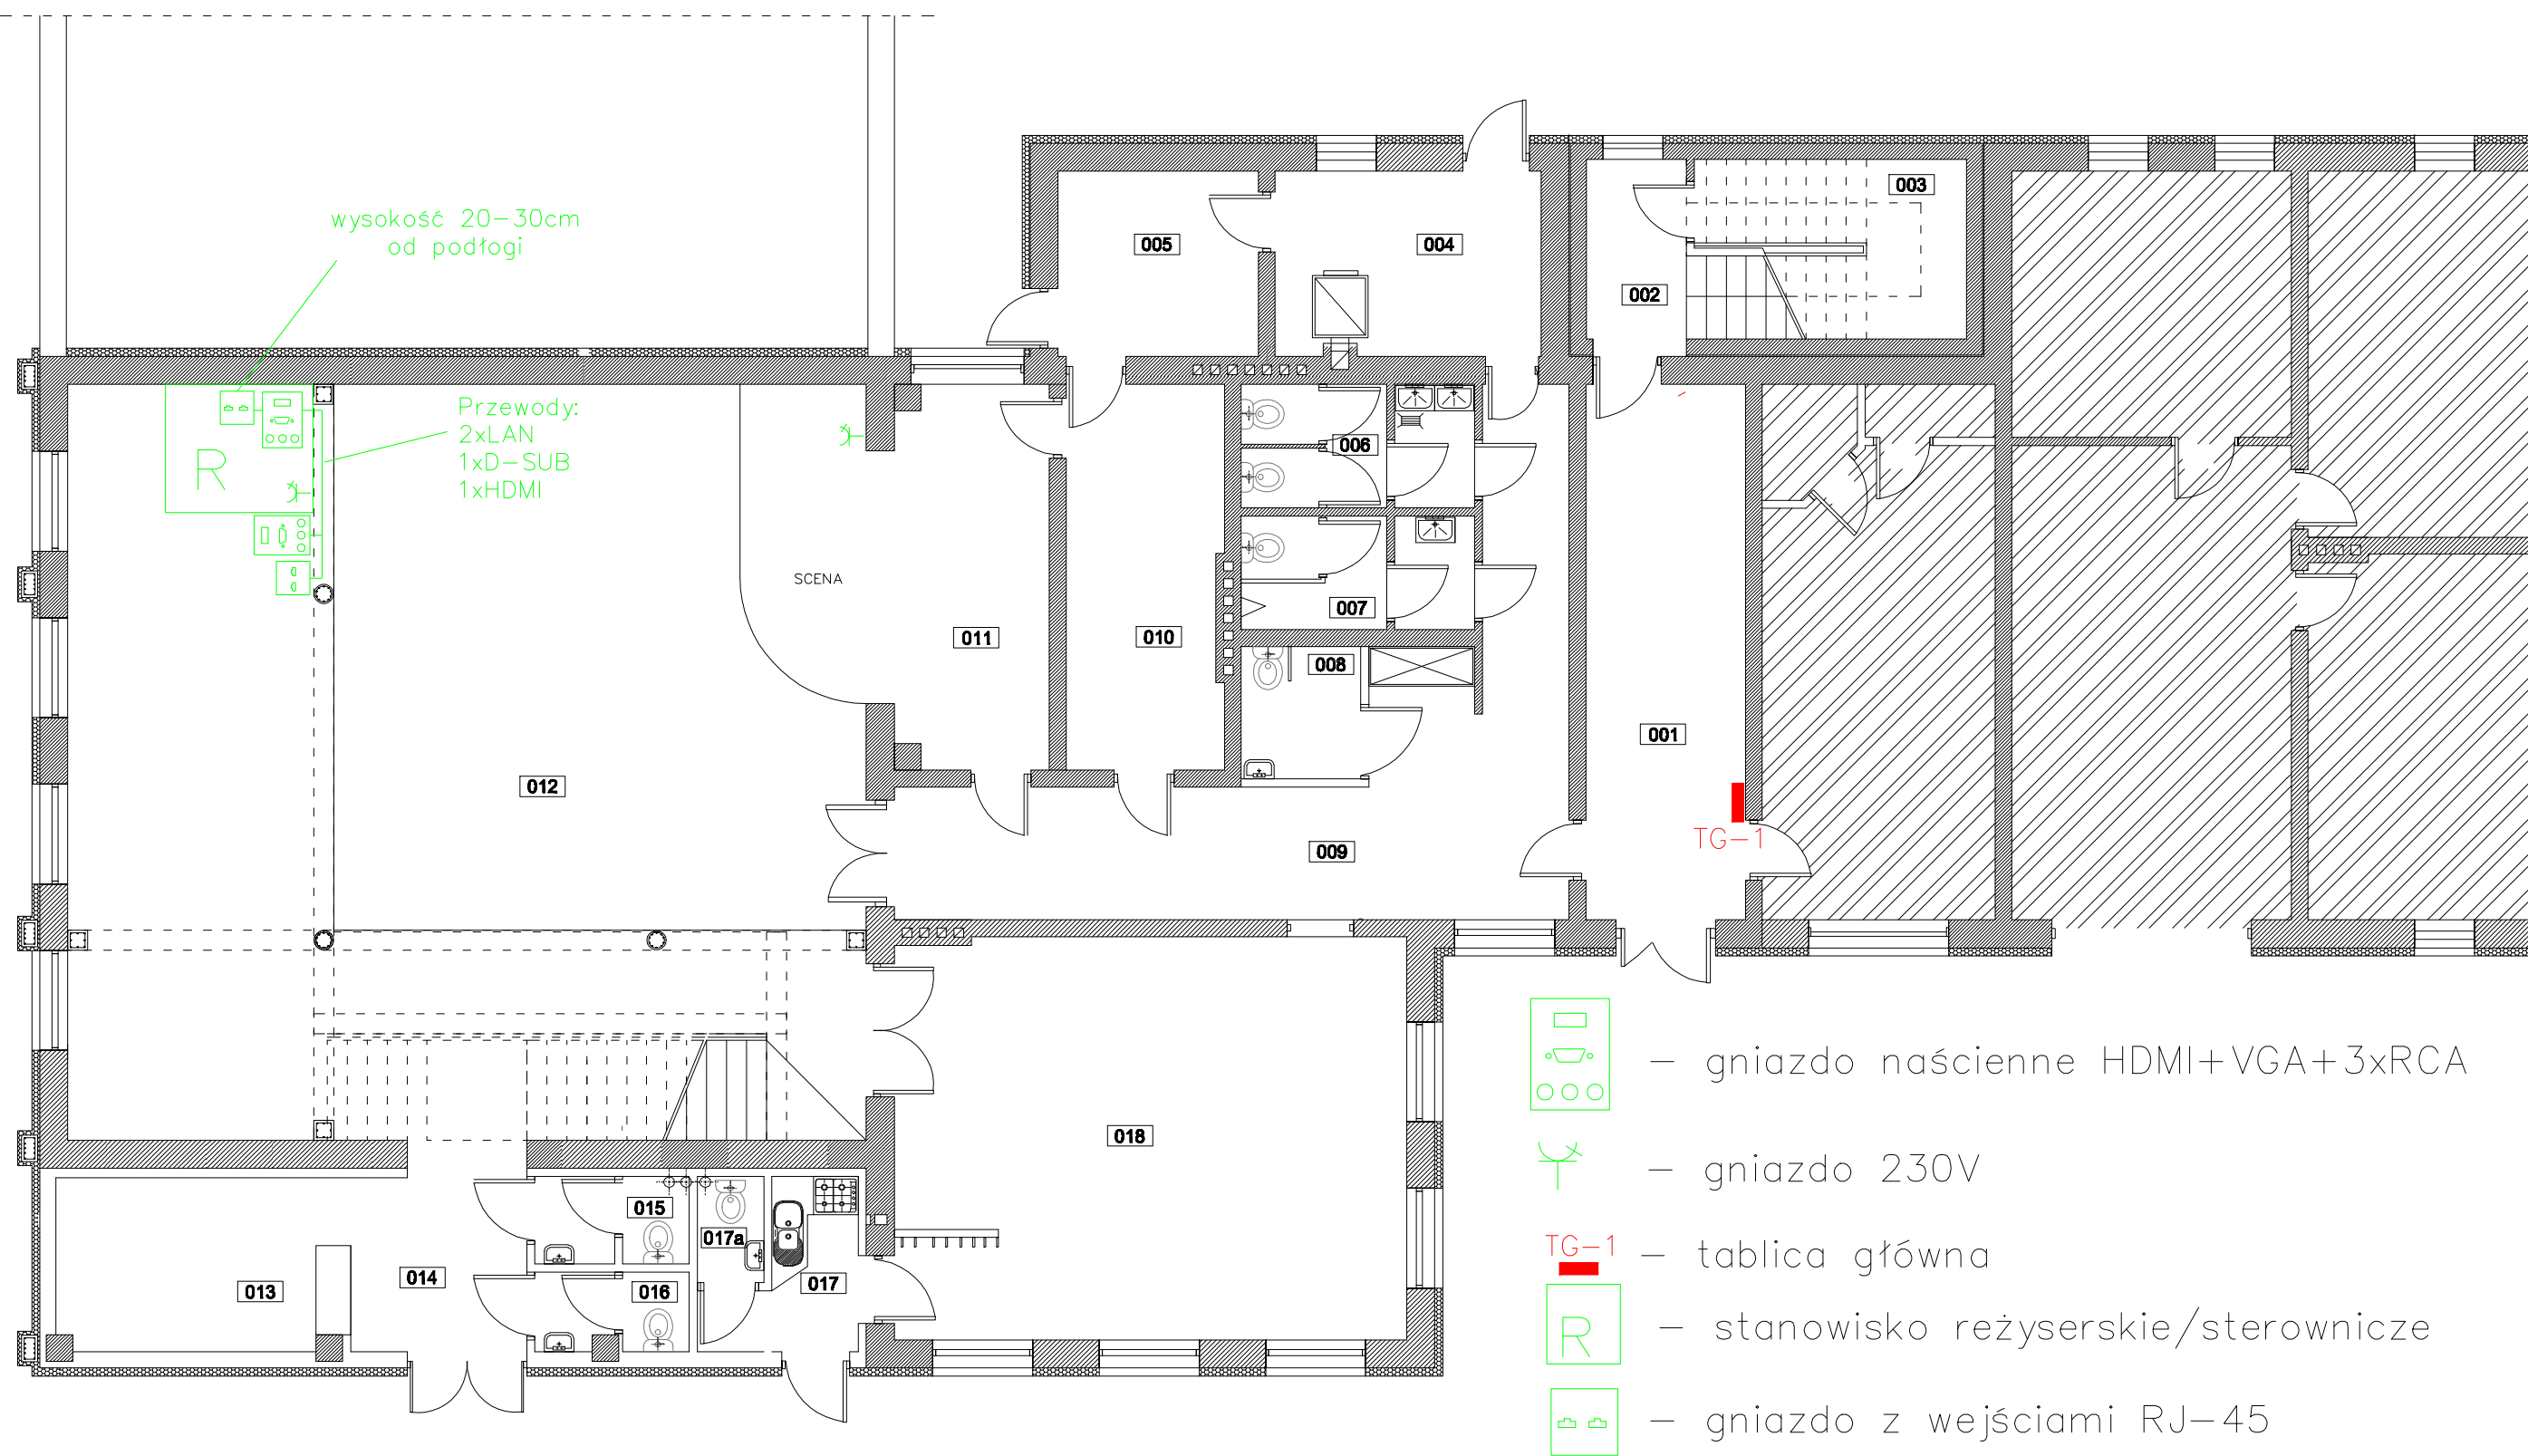 wysokość 20-30cm
od podłogi
Przewody:
2xLAN
1xD-SUB
1xHDMI
R
SCENA
003
005
004
002
006
007
011
010
008
001
012
TG-1
009
018
015
017a
014
013
016
017
R
TG-1
- gniazdo naścienne HDMI+VGA+3xRCA
- gniazdo 230V
- tablica główna
- stanowisko reżyserskie/sterownicze
- gniazdo z wejściami RJ-45